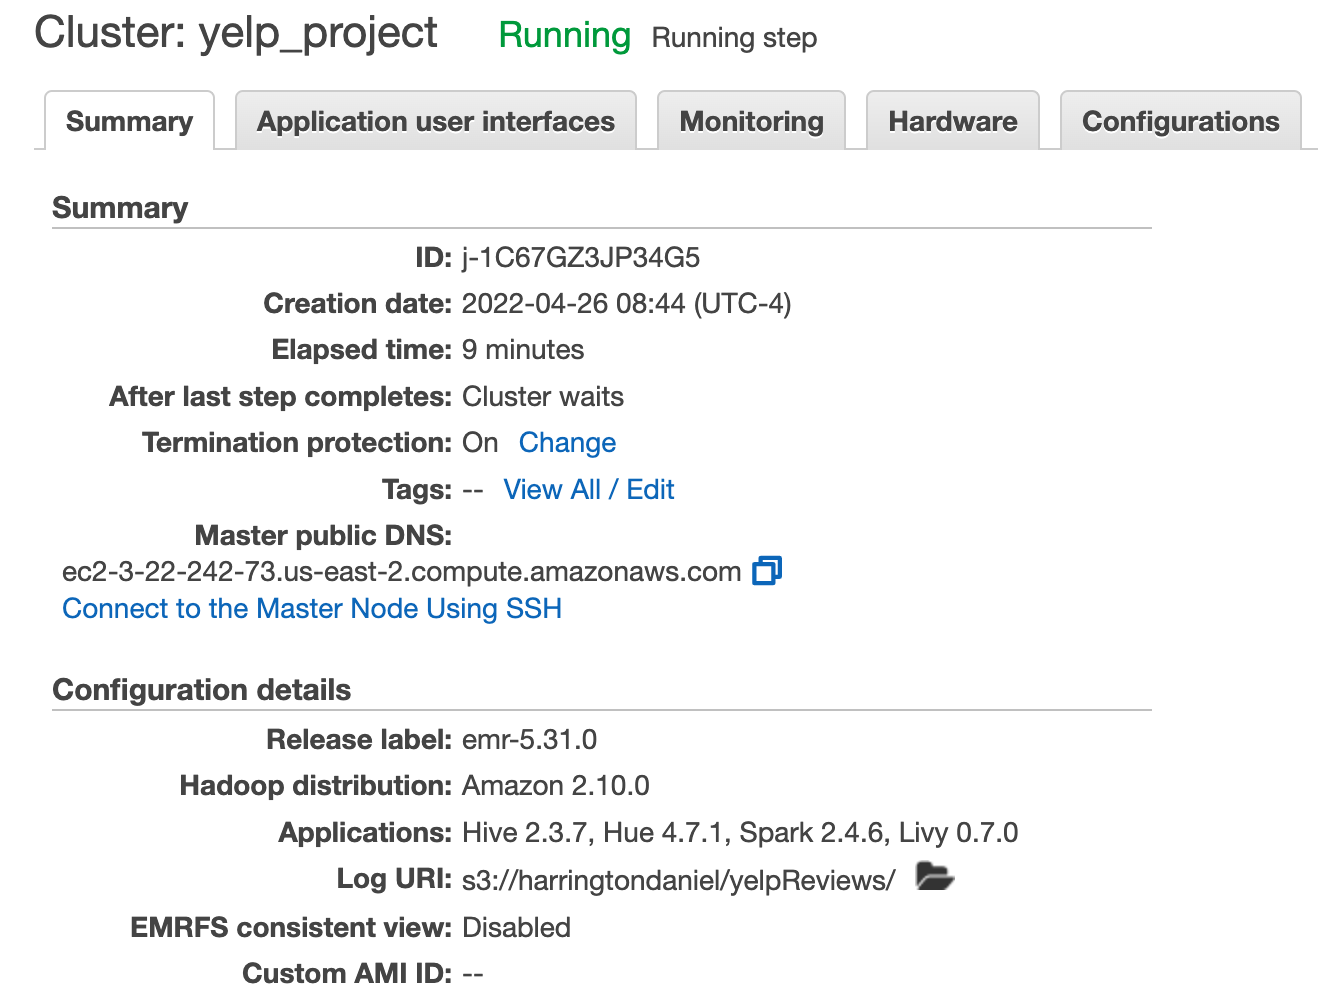 Cluster: yelp_project Running Running step
Summary Application user interfaces Monitoring Hardware Configurations
Summary
ID: j-1C67GZ3JP34G5
Creation date: 2022-04-26 08:44 (UTC-4)
Elapsed time: 9 minutes
After last step completes: Cluster waits
Termination protection: On Change
Tags: -- View All / Edit
Master public DNS:
ec2-3-22-242-73.us-east-2.compute.amazonaws.com
Connect to the Master Node Using SSH
Configuration details
Release label: emr-5.31.0
Hadoop distribution: Amazon 2.10.0
Applications: Hive 2.3.7, Hue 4.7.1, Spark 2.4.6, Livy 0.7.0
Log URI: s3://harringtondaniel/yelpReviews/
EMRFS consistent view: Disabled
Custom AMI ID: --